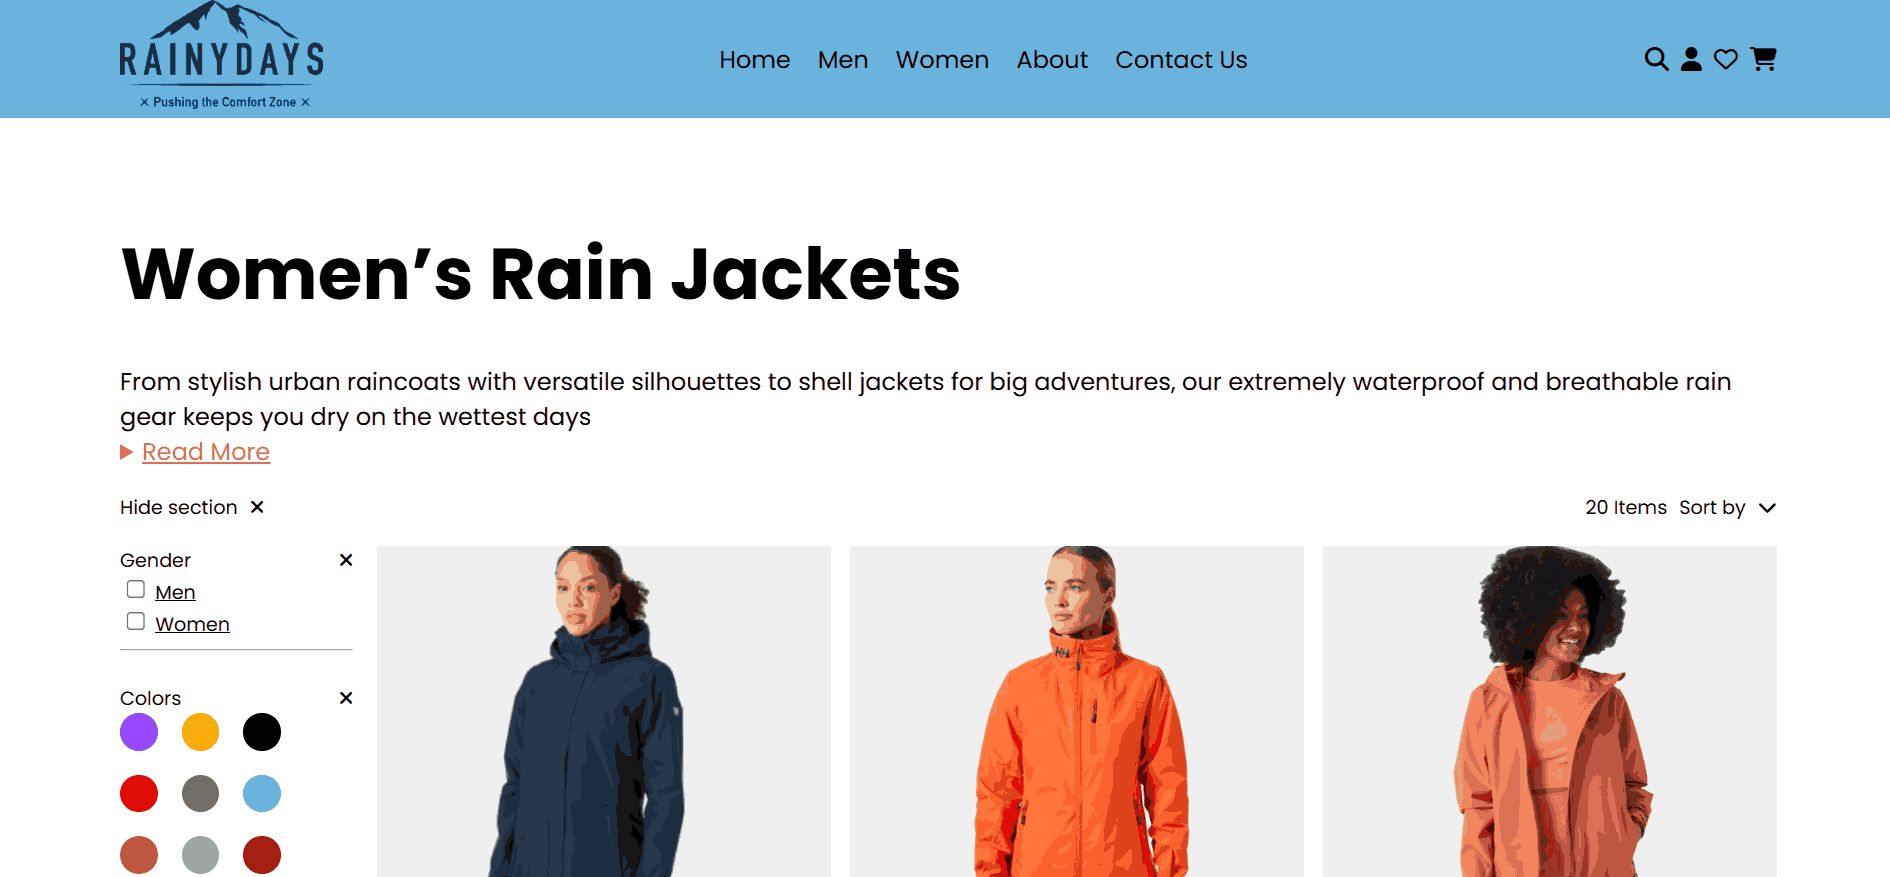 RAINYDAYS
Pushing the Comfort Zone
Home Men Women About Contact Us
Women’s Rain Jackets
From stylish urban raincoats with versatile silhouettes to shell jackets for big adventures, our extremely waterproof and breathable rain
gear keeps you dry on the wettest days
Read More
Hide section
20 Items Sort by
Gender
Men
Women
Colors
HH